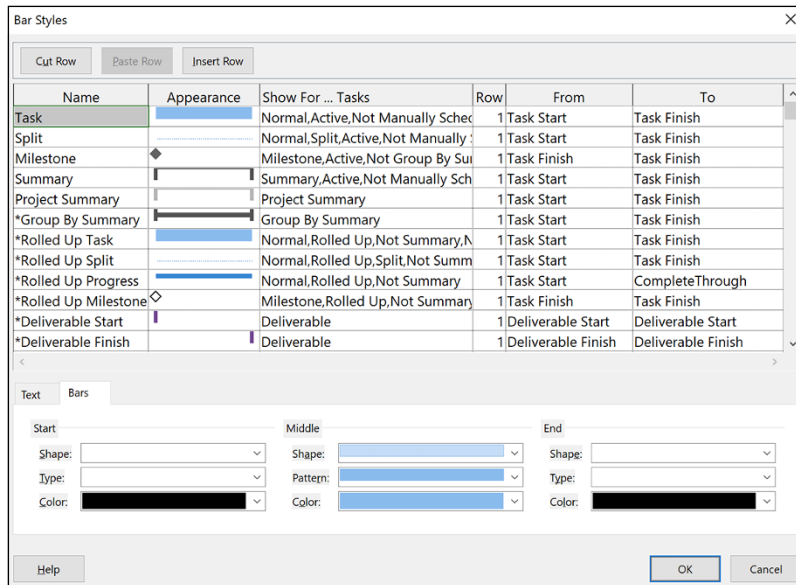 Bar Styles
Cut Row Paste Row Insert Row
Name Appearance Show For ... Tasks Row From To
Task Normal,Active,Not Manually Sched 1 Task Start Task Finish
Split Normal,Split,Active,Not Manually 1 Task Start Task Finish
Milestone Milestone,Active,Not Group By Su 1 Task Finish Task Finish
Summary Summary,Active,Not Manually Sch 1 Task Start Task Finish
Project Summary Project Summary 1 Task Start Task Finish
*Group By Summary Group By Summary 1 Task Start Task Finish
*Rolled Up Task Normal,Rolled Up,Not Summary,N 1 Task Start Task Finish
*Rolled Up Split Normal,Rolled Up,Split,Not Summ 1 Task Start Task Finish
*Rolled Up Progress Normal,Rolled Up,Not Summary 1 Task Start CompleteThrough
*Rolled Up Milestone Milestone,Rolled Up,Not Summary 1 Task Finish Task Finish
*Deliverable Start Deliverable 1 Deliverable Start Deliverable Start
*Deliverable Finish Deliverable 1 Deliverable Finish Deliverable Finish
Text Bars
Start Middle End
Shape: Shape: Shape:
Type: Pattern: Type:
Color: Color: Color:
Help OK Cancel